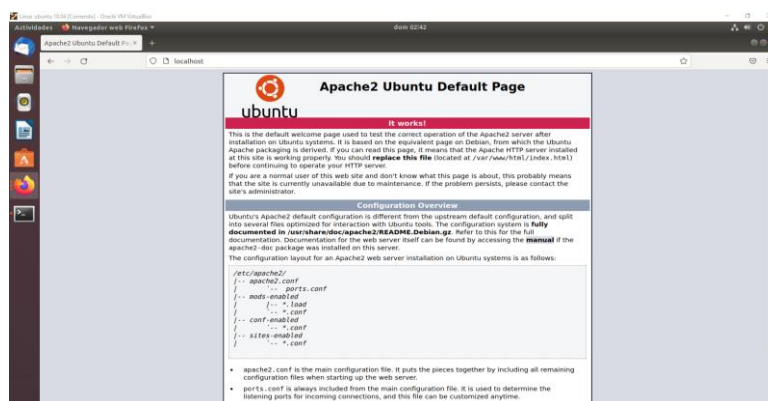 Linux ubuntu 18.04 [Corriendo] - Oracle VM VirtualBox
Actividades Navegador web Firefox dom 02:42
Apache2 Ubuntu Default Pa
localhost
ubuntu
Apache2 Ubuntu Default Page
It works!
This is the default welcome page used to test the correct operation of the Apache2 server after
installation on Ubuntu systems. It is based on the equivalent page on Debian, from which the Ubuntu
Apache packaging is derived. If you can read this page, it means that the Apache HTTP server installed
at this site is working properly. You should replace this file (located at /var/www/html/index.html)
before continuing to operate your HTTP server.
If you are a normal user of this web site and don't know what this page is about, this probably means
that the site is currently unavailable due to maintenance. If the problem persists, please contact the
site's administrator.
Configuration Overview
Ubuntu's Apache2 default configuration is different from the upstream default configuration, and split
into several files optimized for interaction with Ubuntu tools. The configuration system is fully
documented in /usr/share/doc/apache2/README.Debian.gz. Refer to this for the full
documentation. Documentation for the web server itself can be found by accessing the manual if the
apache2-doc package was installed on this server.
The configuration layout for an Apache2 web server installation on Ubuntu systems is as follows:
/etc/apache2/
|-- apache2.conf
|       `-- ports.conf
|-- mods-enabled
|       |-- *.load
|       `-- *.conf
|-- conf-enabled
|       `-- *.conf
|-- sites-enabled
|       `-- *.conf
• apache2.conf is the main configuration file. It puts the pieces together by including all remaining
configuration files when starting up the web server.
• ports.conf is always included from the main configuration file. It is used to determine the
listening ports for incoming connections, and this file can be customized anytime.